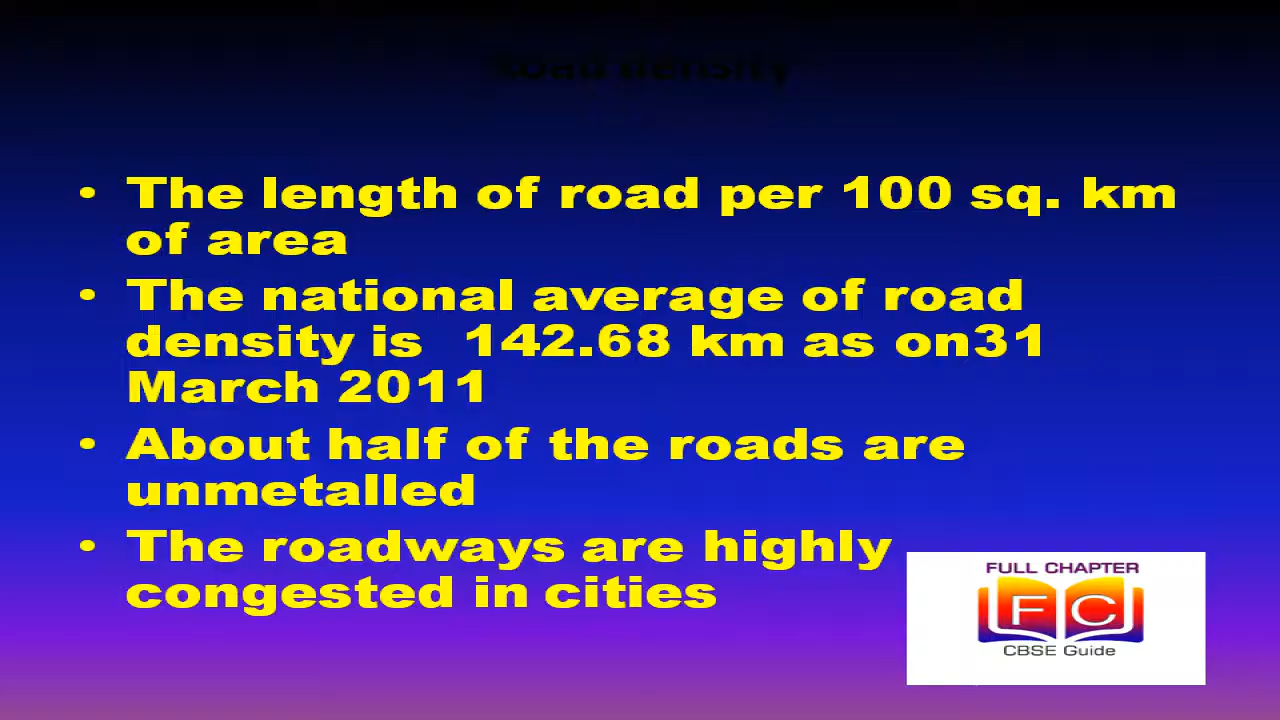 Road density
• The length of road per 100 sq. km
of area
• The national average of road
density is 142.68 km as on31
March 2011
• About half of the roads are
unmetalled
• The roadways are highly
congested in cities
FULL CHAPTER
FC
CBSE Guide